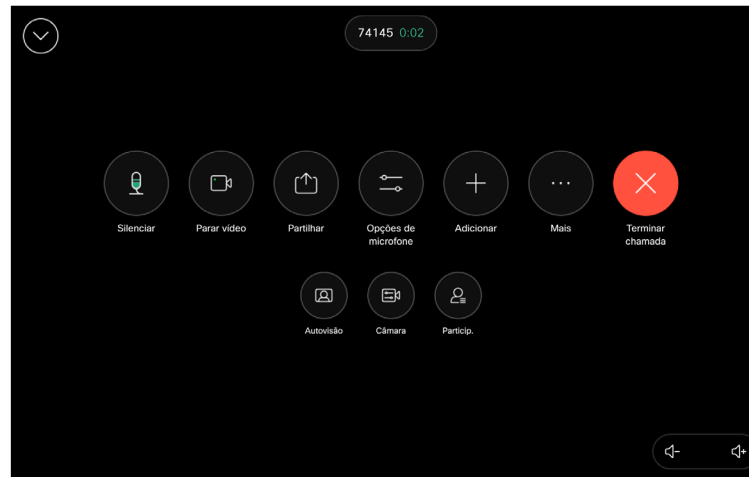 74145 0:02
Silenciar
Parar vídeo
Partilhar
Opções de
microfone
Adicionar
Mais
Terminar
chamada
Autovisão
Câmara
Particip.